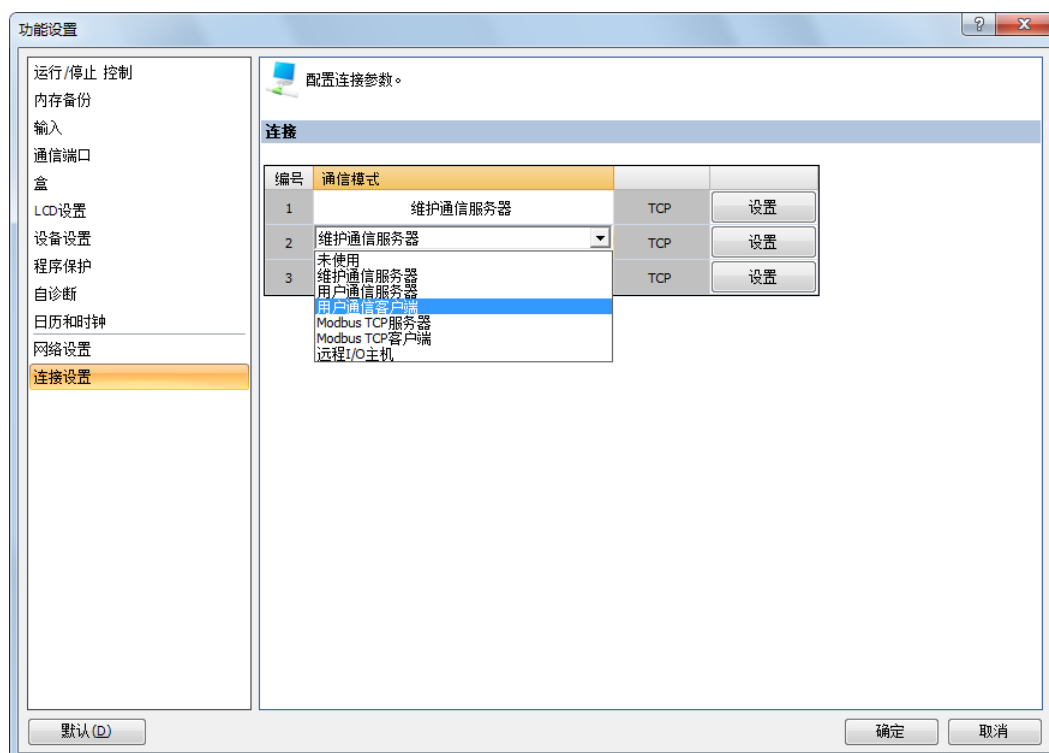 功能设置
?
运行/停止 控制
内存备份
输入
通信端口
盒
LCD设置
设备设置
程序保护
自诊断
日历和时钟
网络设置
连接设置
配置连接参数。
连接
编号 通信模式
1 维护通信服务器 TCP 设置
2 维护通信服务器 TCP 设置
3 TCP 设置
未使用
维护通信服务器
用户通信服务器
用户通信客户端
Modbus TCP服务器
Modbus TCP客户端
远程I/O主机
默认(D) 确定 取消